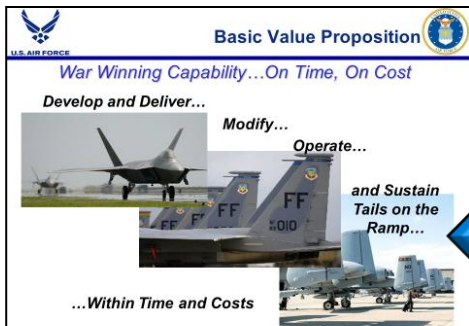 U.S. AIR FORCE
Basic Value Proposition
War Winning Capability…On Time, On Cost
Develop and Deliver…
Modify…
Operate…
FF
FF
010
and Sustain
Tails on the
Ramp…
…Within Time and Costs